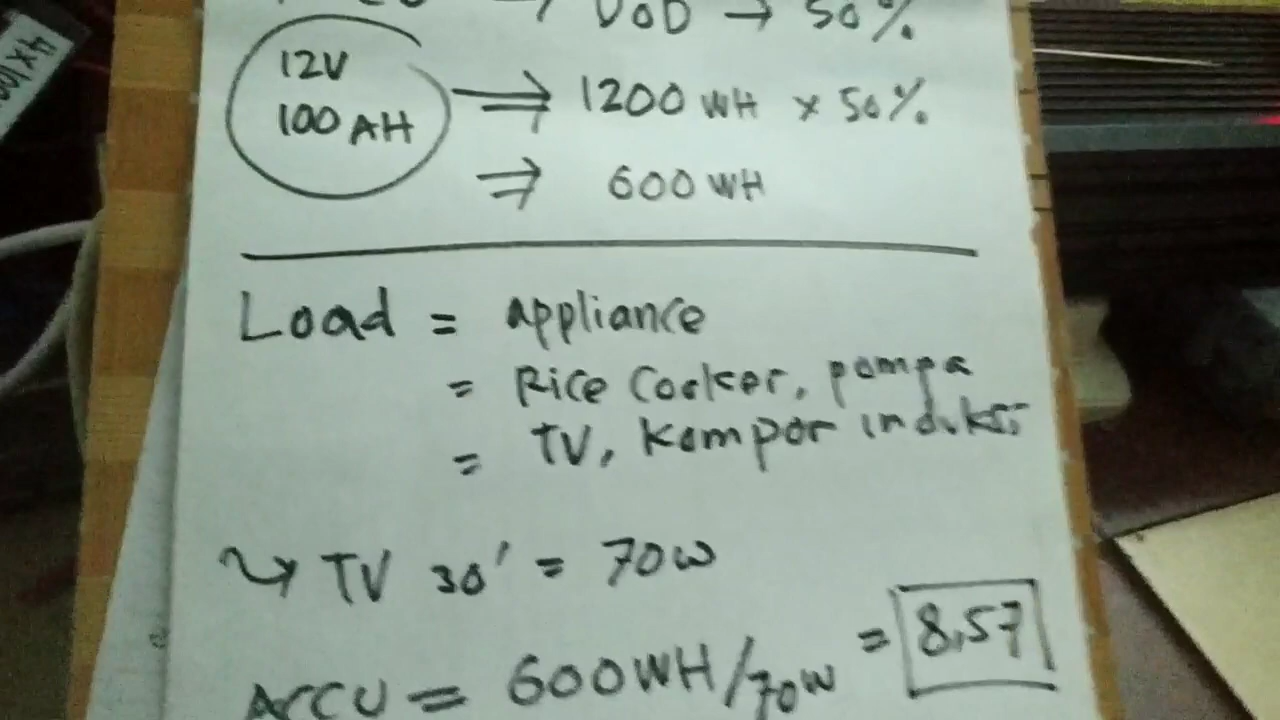 DOD → 50%
12V
100 AH
⇒ 1200 WH x 50%
⇒ 600 WH
Load = appliance
= Rice Cooker, pompa
= TV, Kompor induksi
TV 30' = 70W
ACCU = 600WH/70W = 8,57
4x100